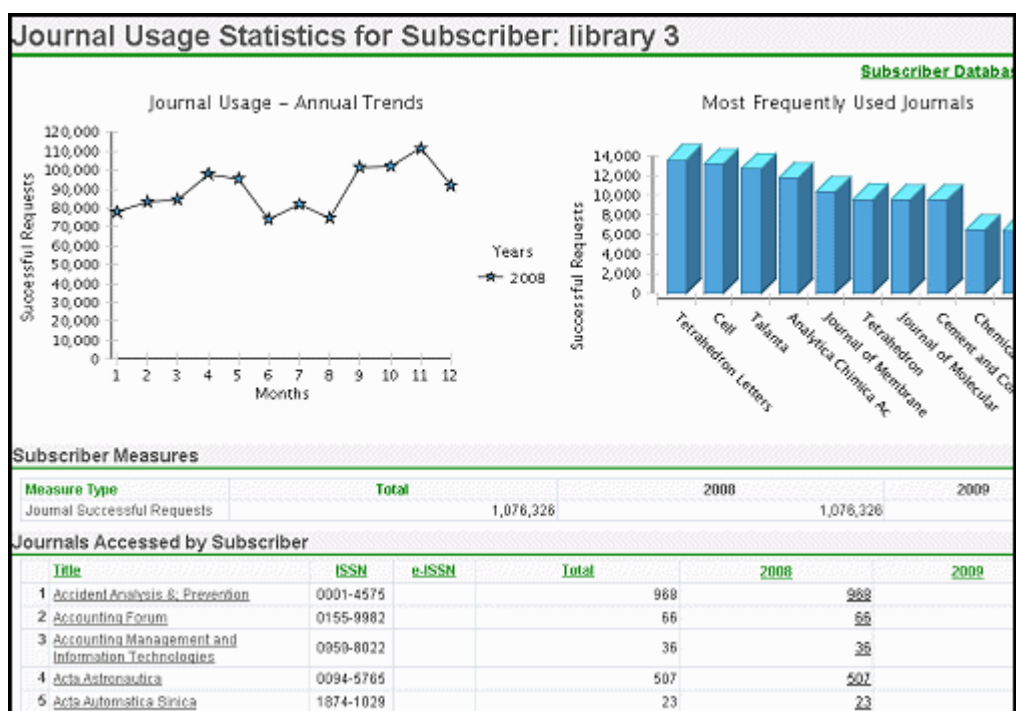 Journal Usage Statistics for Subscriber: library 3
Subscriber Databas
Journal Usage – Annual Trends
120,000
110,000
100,000
90,000
80,000
70,000
60,000
50,000
40,000
30,000
20,000
10,000
0
Successful Requests
1 2 3 4 5 6 7 8 9 10 11 12
Months
Years
2008
Most Frequently Used Journals
14,000
12,000
10,000
8,000
6,000
4,000
2,000
0
Successful Requests
Tetrahedron Letters
Cell
Talanta
Analytica Chimica Ac
Journal of Membrane
Tetrahedron
Journal of Molecular
Cement and Co
Chemica
Subscriber Measures
Measure Type Total 2008 2009
Journal Successful Requests 1,076,326 1,076,326
Journals Accessed by Subscriber
Title ISSN e-ISSN Total 2008 2009
1 Accident Analysis &; Prevention 0001-4575 968 968
2 Accounting Forum 0155-9982 66 66
3 Accounting Management and
Information Technologies 0959-8022 36 36
4 Acta Astronautica 0094-5765 507 507
5 Acta Automatica Sinica 1874-1029 23 23